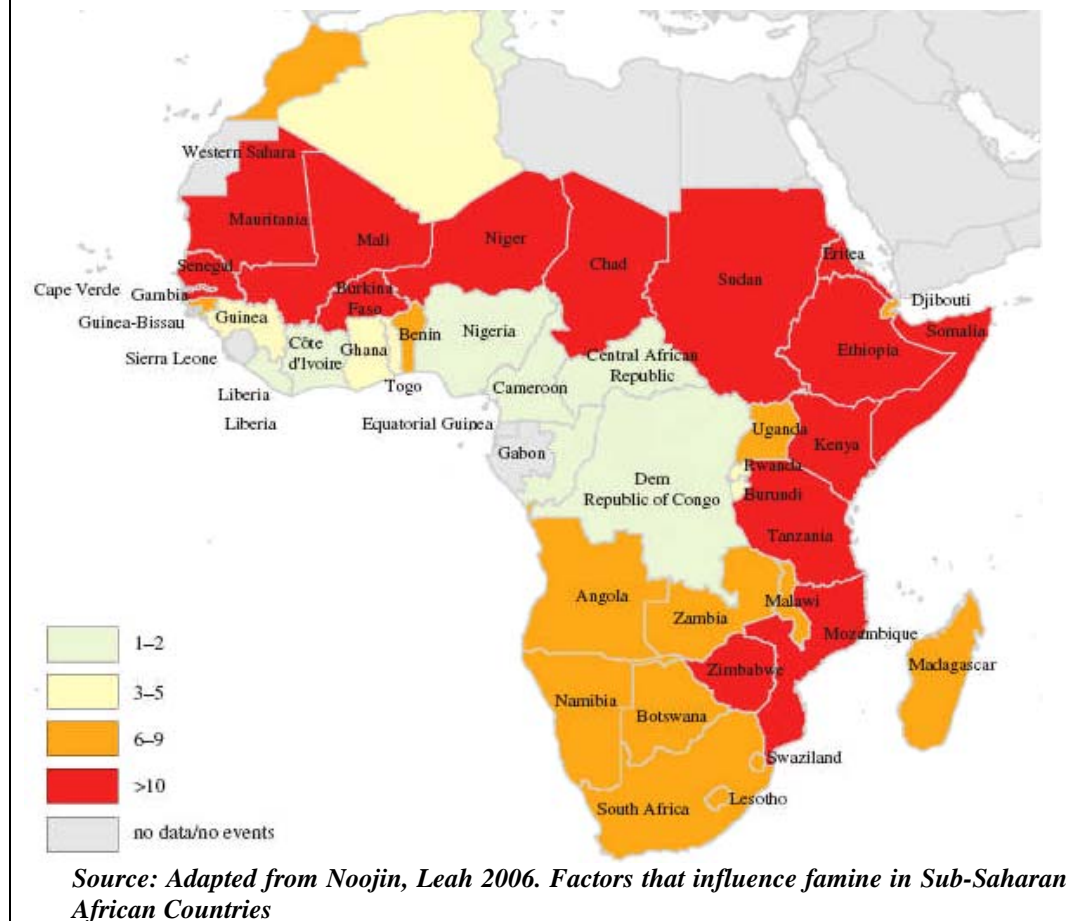 Western Sahara
Mauritania
Mali
Niger
Chad
Sudan
Eritea
Senegal
Cape Verde
Gambia
Burkina
Faso
Djibouti
Guinea-Bissau
Guinea
Benin
Nigeria
Somalia
Côte
d'Ivoire
Ghana
Ethiopia
Sierra Leone
Central African
Republic
Togo
Cameroon
Liberia
Liberia
Equatorial Guinea
Uganda
Kenya
Gabon
Rwanda
Dem
Republic of Congo
Burundi
Tanzania
Angola
Malawi
Zambia
Mozambique
Zimbabwe
Madagascar
Namibia
Botswana
Swaziland
Lesotho
South Africa
1–2
3–5
6–9
>10
no data/no events
Source: Adapted from Noojin, Leah 2006. Factors that influence famine in Sub-Saharan
African Countries